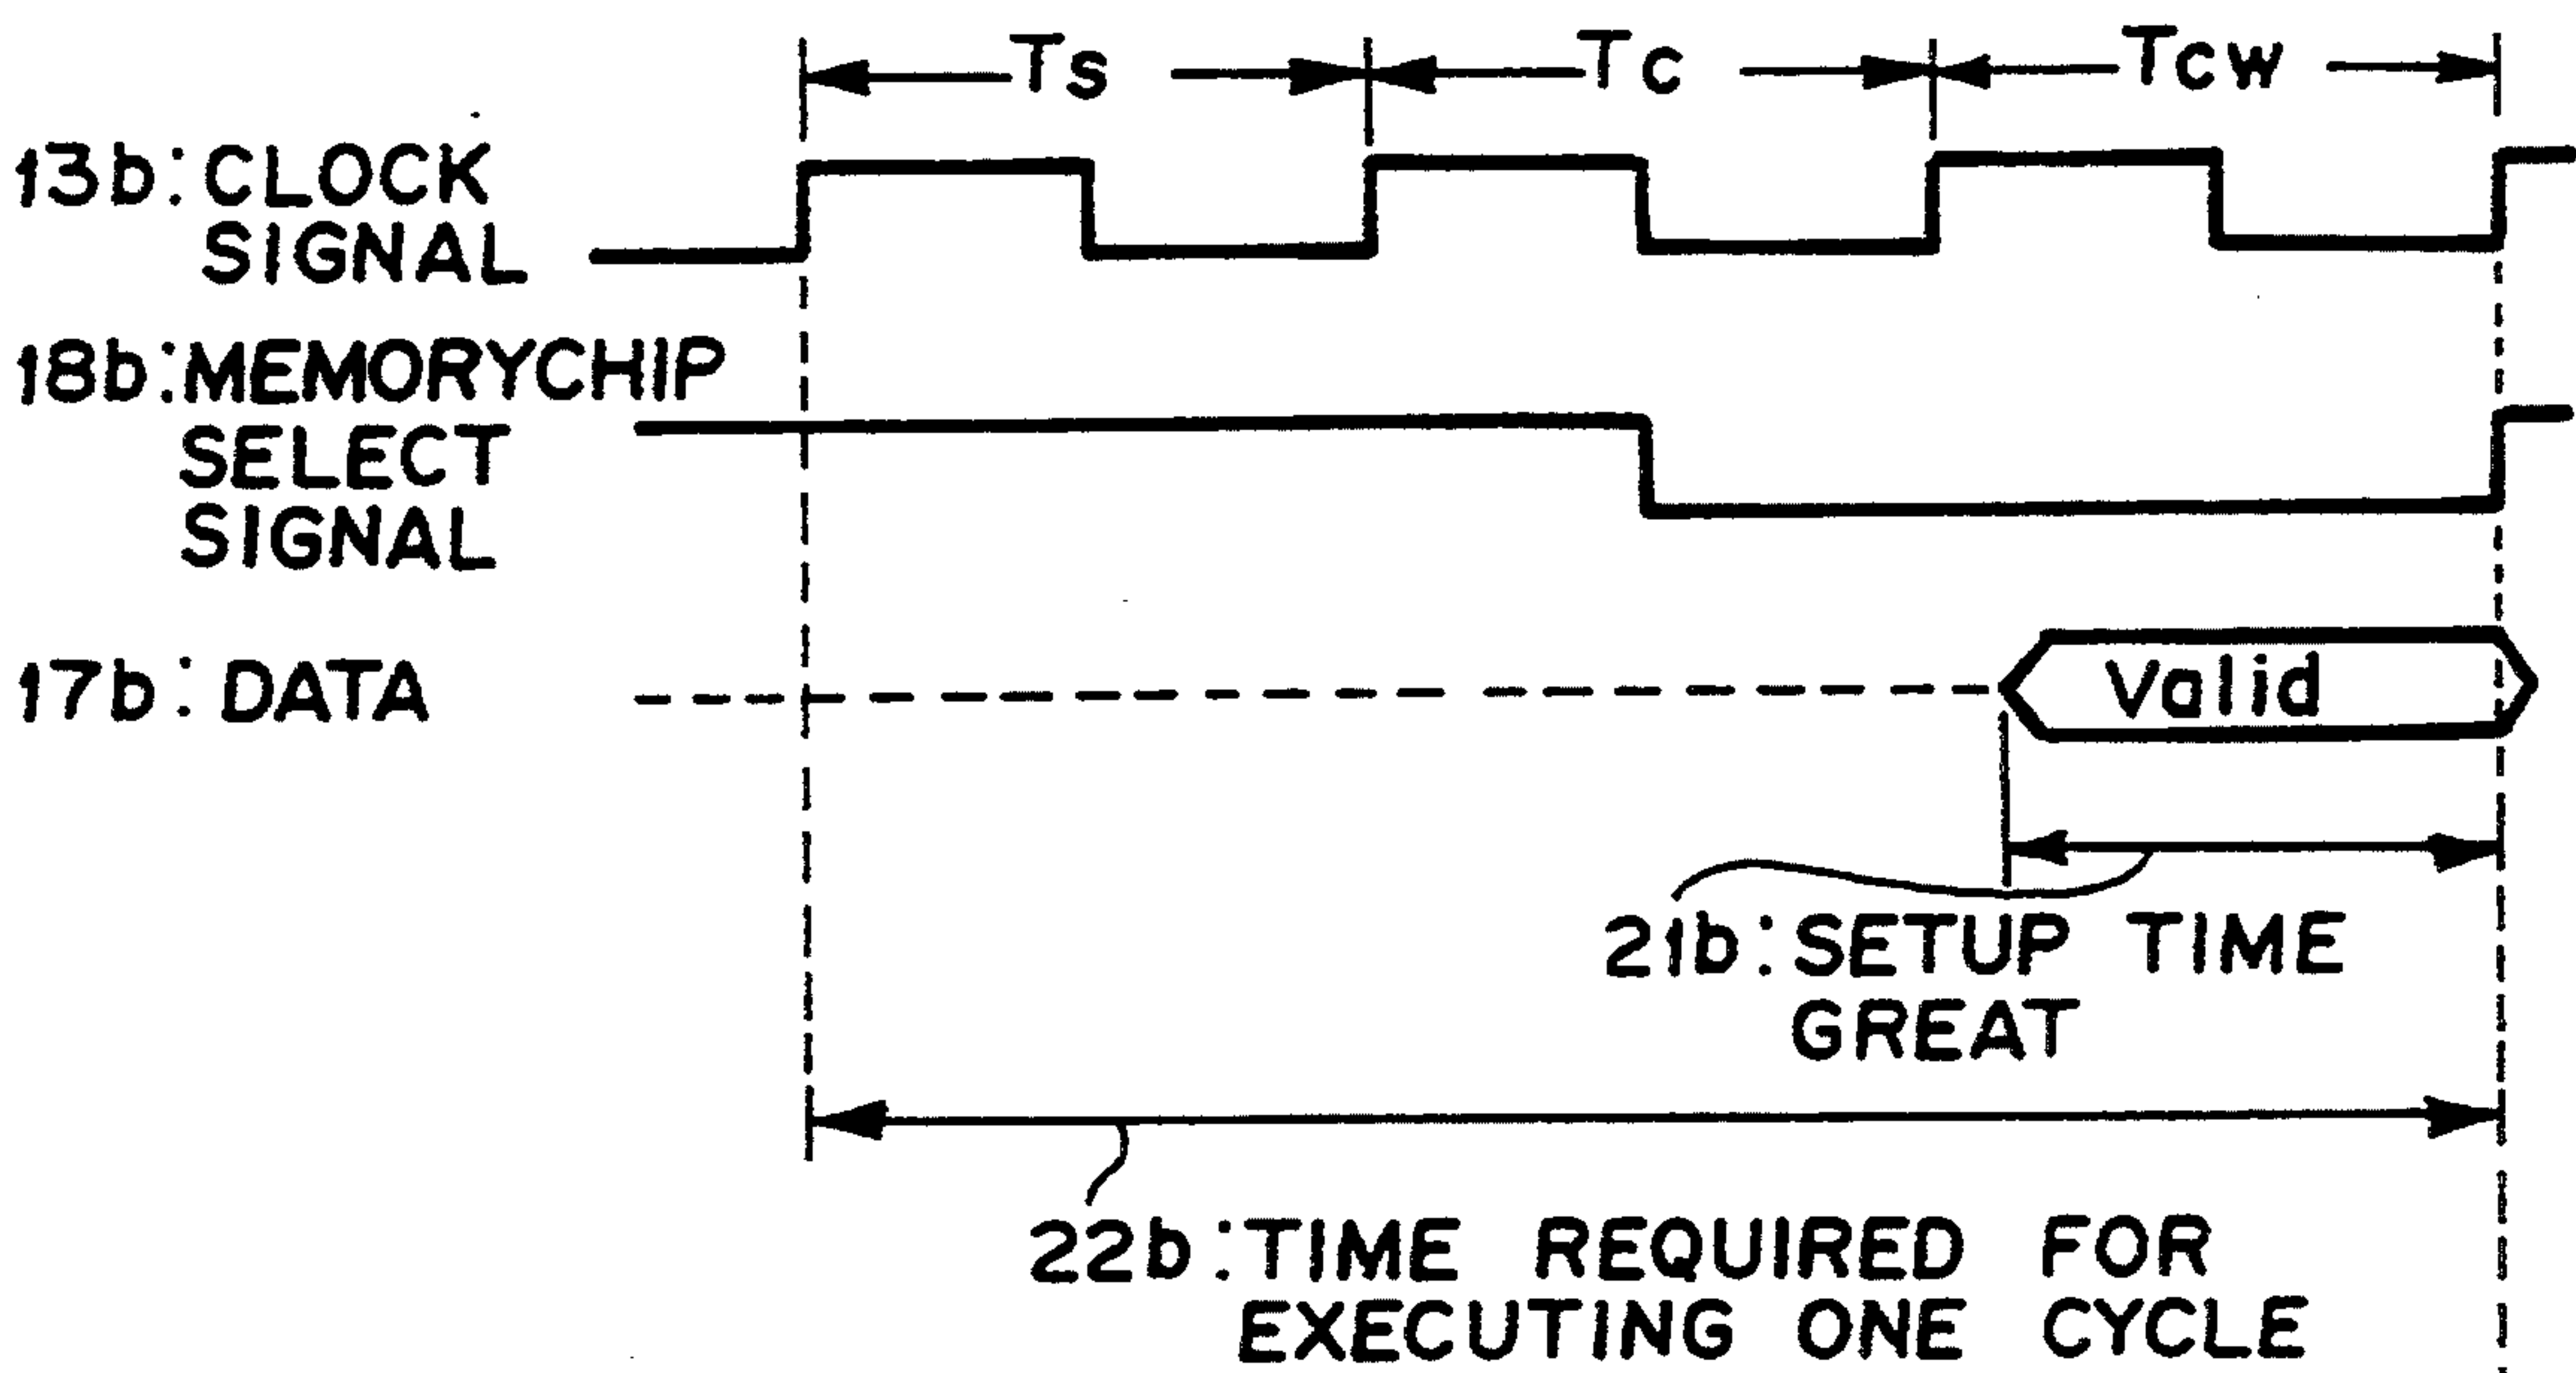 Ts Tc Tcw
13b: CLOCK
SIGNAL
18b:MEMORYCHIP
SELECT
SIGNAL
17b: DATA
Valid
21b:SETUP TIME
GREAT
22b:TIME REQUIRED FOR
EXECUTING ONE CYCLE